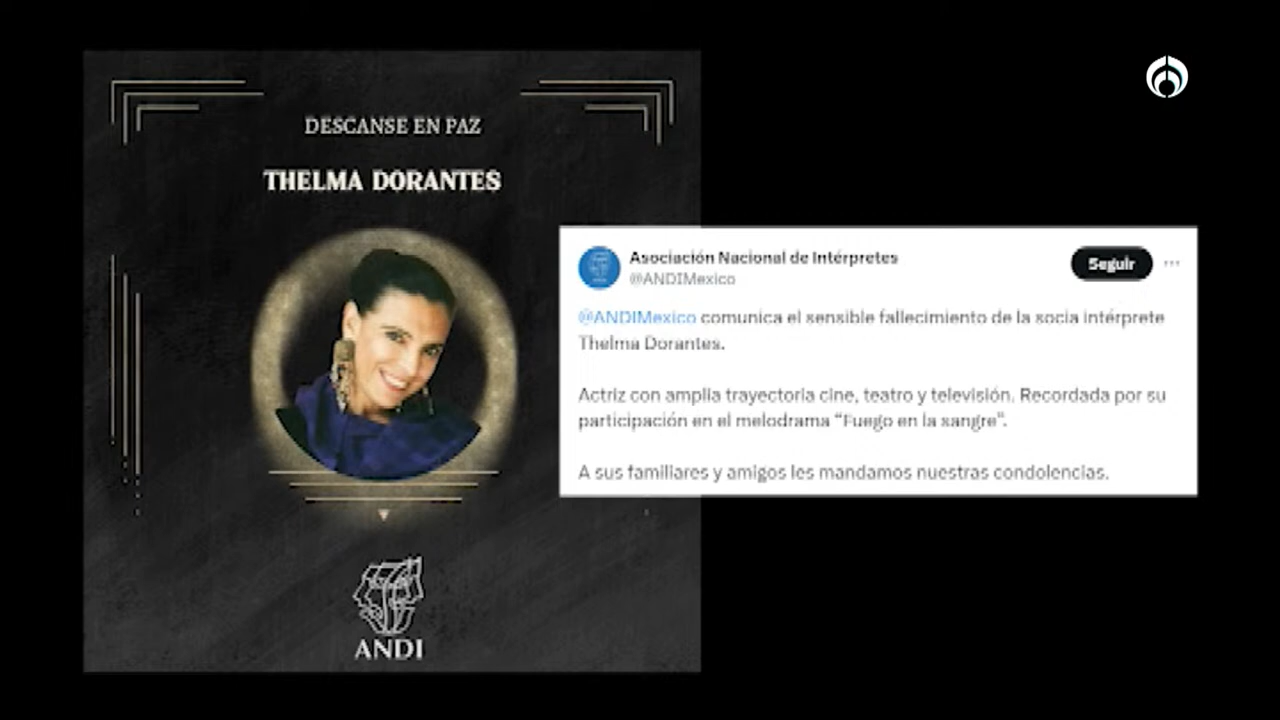 DESCANSE EN PAZ
THELMA DORANTES
ANDI
Asociación Nacional de Intérpretes
@ANDIMexico
Seguir
@ANDIMexico comunica el sensible fallecimiento de la socia intérprete
Thelma Dorantes.
Actriz con amplia trayectoria cine, teatro y televisión. Recordada por su
participación en el melodrama “Fuego en la sangre”.
A sus familiares y amigos les mandamos nuestras condolencias.